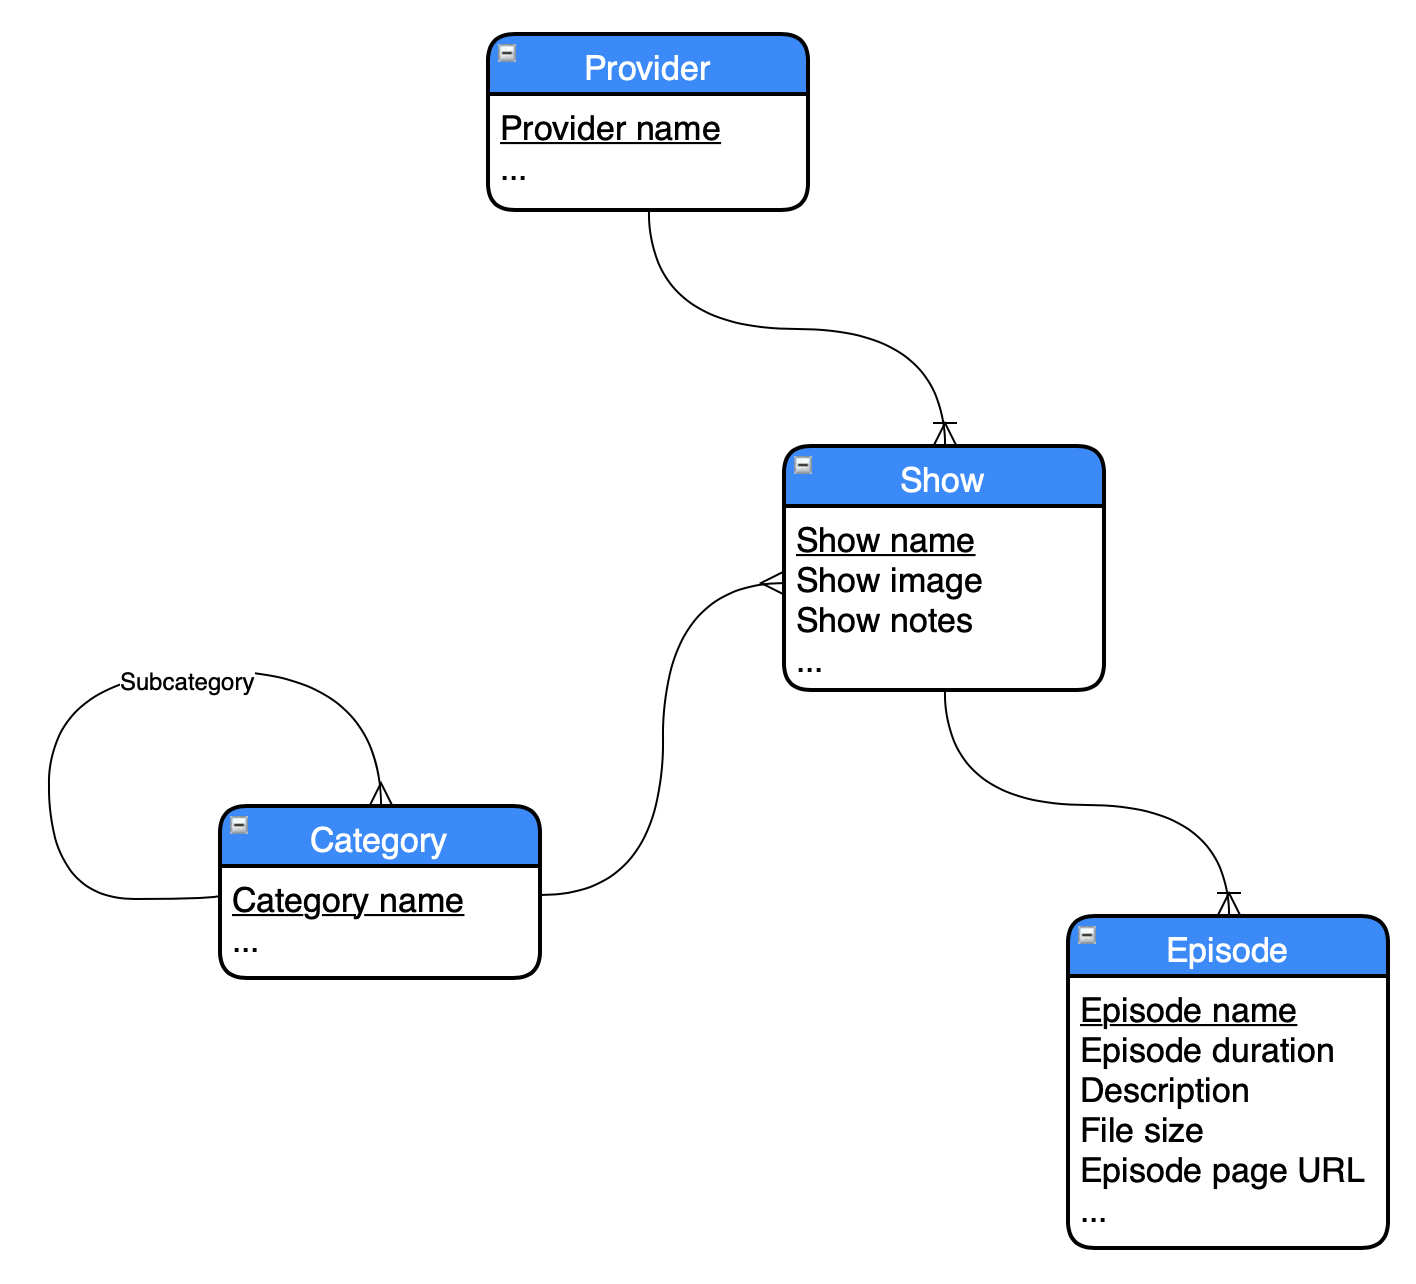 Provider
Provider name
...
Show
Show name
Show image
Show notes
...
Subcategory
Category
Category name
...
Episode
Episode name
Episode duration
Description
File size
Episode page URL
...